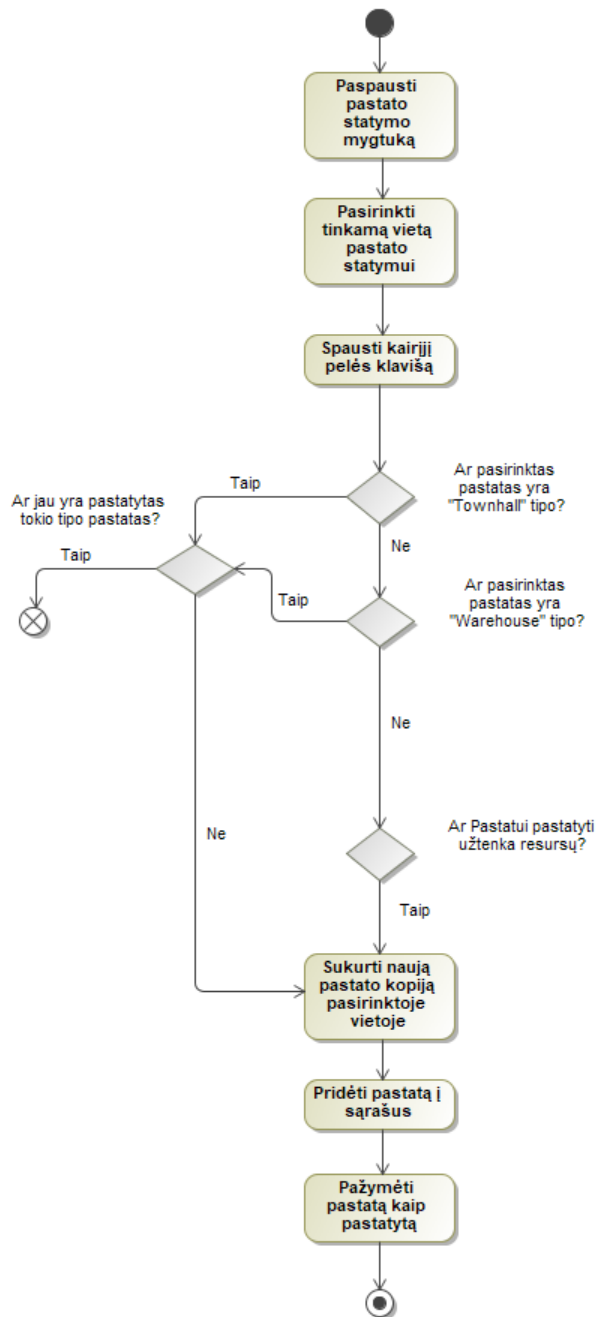 Paspausti
pastato
statymo
mygtuką
Pasirinkti
tinkamą vietą
pastato
statymui
Spausti kairįjį
pelės klavišą
Ar pasirinktas
pastatas yra
"Townhall" tipo?
Taip
Ar jau yra pastatytas
tokio tipo pastatas?
Ne
Taip
Ar pasirinktas
pastatas yra
"Warehouse" tipo?
Taip
Ne
Ar Pastatui pastatyti
užtenka resursų?
Ne
Taip
Sukurti naują
pastato kopiją
pasirinktoje
vietoje
Pridėti pastatą į
sąrašus
Pažymėti
pastatą kaip
pastatytą